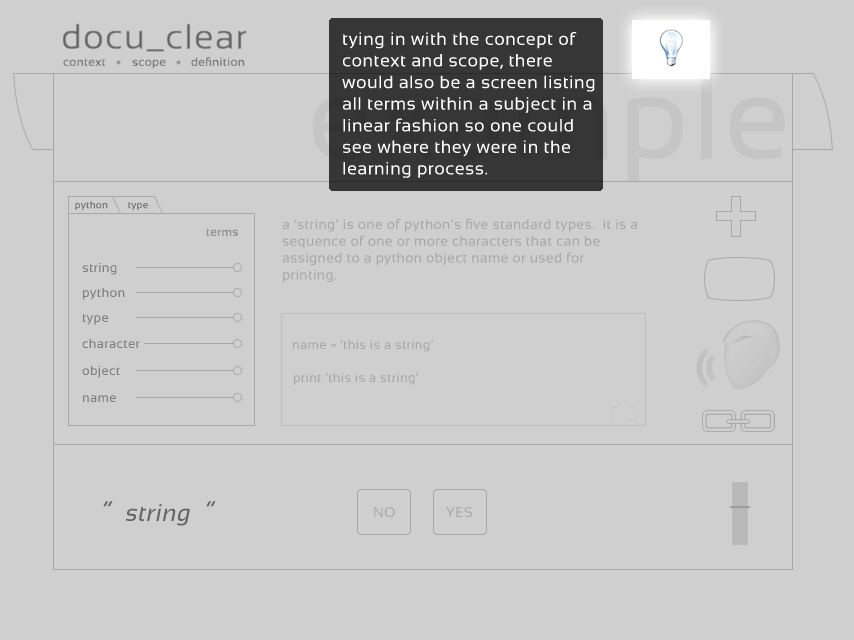 docu_clear
context • scope • definition
tying in with the concept of
context and scope, there
would also be a screen listing
all terms within a subject in a
linear fashion so one could
see where they were in the
learning process.
example
python type
terms
string
python
type
character
object
name
a 'string' is one of python's five standard types. it is a
sequence of one or more characters that can be
assigned to a python object name or used for
printing.
name = 'this is a string'
print 'this is a string'
" string "
NO
YES